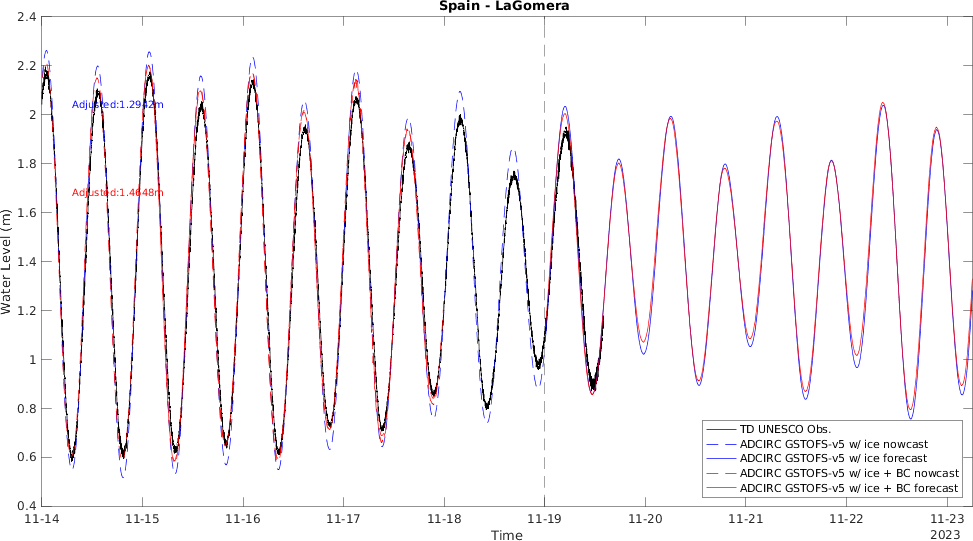 Spain - LaGomera
2.4
2.2
2
1.8
1.6
1.4
1.2
1
0.8
0.6
0.4
Water Level (m)
Adjusted:1.2942m
Adjusted:1.4648m
TD UNESCO Obs.
ADCIRC GSTOFS-v5 w/ ice nowcast
ADCIRC GSTOFS-v5 w/ ice forecast
ADCIRC GSTOFS-v5 w/ ice + BC nowcast
ADCIRC GSTOFS-v5 w/ ice + BC forecast
11-14 11-15 11-16 11-17 11-18 11-19 11-20 11-21 11-22 11-23
Time
2023